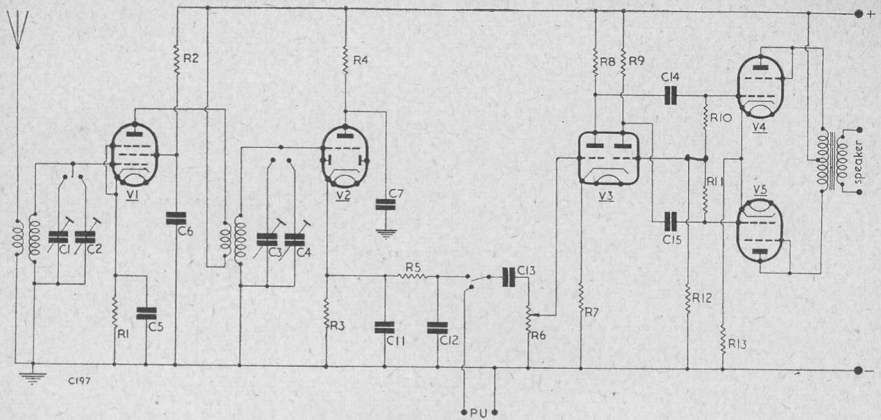 +
R2
R4
R8
R9
C14
R10
V4
V1
V2
C7
V3
R11
V5
speaker
C6
C1
C2
C3
C4
C15
R5
C13
R1
C5
R3
C11
C12
R6
R7
R12
R13
C197
−
PU